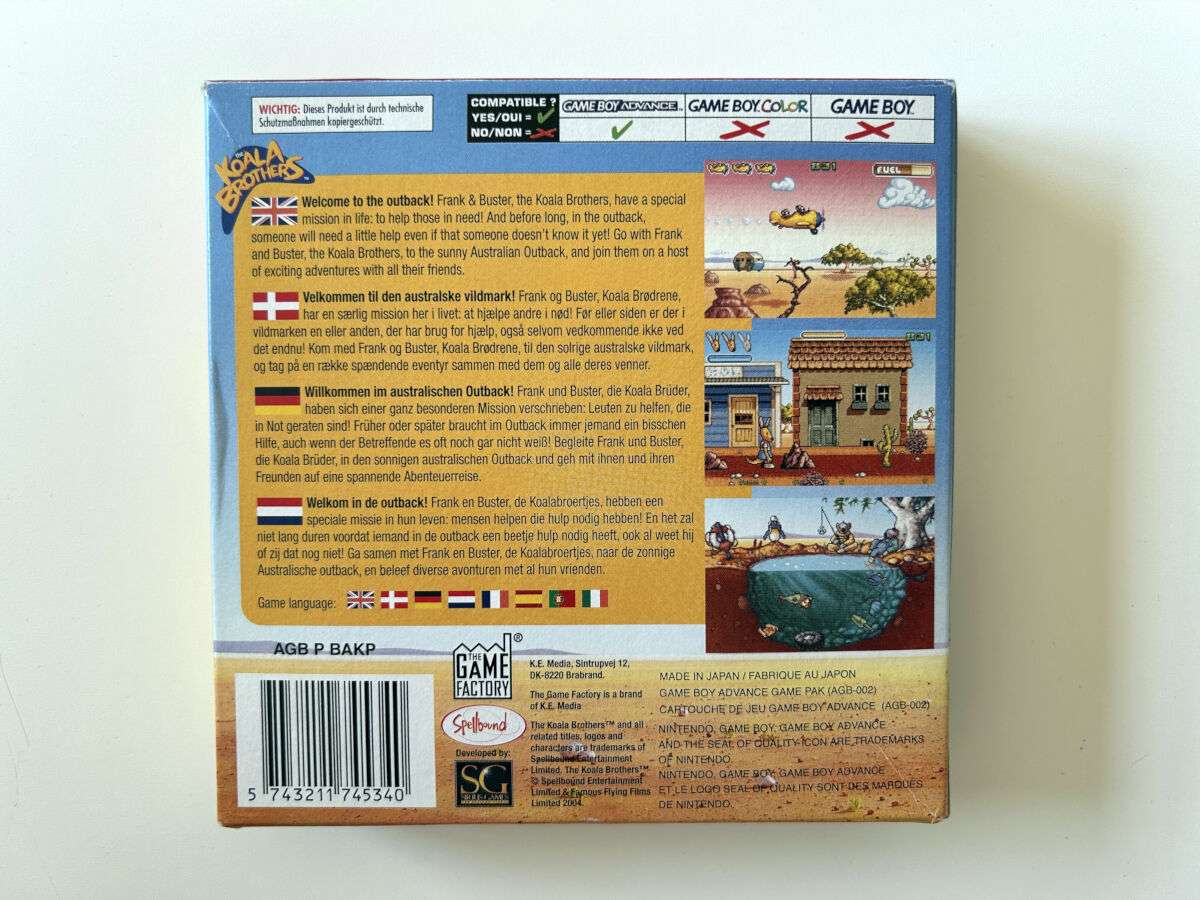 WICHTIG: Dieses Produkt ist durch technische
Schutzmaßnahmen kopiergeschützt.
COMPATIBLE ?
YES/OUI =
NO/NON =
GAME BOY ADVANCE™
GAME BOY COLOR
GAME BOY™
THE
KOALA
BROTHERS™
Welcome to the outback! Frank & Buster, the Koala Brothers, have a special
mission in life: to help those in need! And before long, in the outback,
someone will need a little help even if that someone doesn't know it yet! Go with Frank
and Buster, the Koala Brothers, to the sunny Australian Outback, and join them on a host
of exciting adventures with all their friends.
Velkommen til den australske vildmark! Frank og Buster, Koala Brødrene,
har en særlig mission her i livet: at hjælpe andre i nød! Før eller siden er der i
vildmarken en eller anden, der har brug for hjælp, også selvom vedkommende ikke ved
det endnu! Kom med Frank og Buster, Koala Brødrene, til den solrige australske vildmark,
og tag på en række spændende eventyr sammen med dem og alle deres venner.
Willkommen im australischen Outback! Frank und Buster, die Koala Brüder,
haben sich einer ganz besonderen Mission verschrieben: Leuten zu helfen, die
in Not geraten sind! Früher oder später braucht im Outback immer jemand ein bisschen
Hilfe, auch wenn der Betreffende es oft noch gar nicht weiß! Begleite Frank und Buster,
die Koala Brüder, in den sonnigen australischen Outback und geh mit ihnen und ihren
Freunden auf eine spannende Abenteuerreise.
Welkom in de outback! Frank en Buster, de Koalabroertjes, hebben een
speciale missie in hun leven: mensen helpen die hulp nodig hebben! En het zal
niet lang duren voordat iemand in de outback een beetje hulp nodig heeft, ook al weet hij
of zij dat nog niet! Ga samen met Frank en Buster, de Koalabroertjes, naar de zonnige
Australische outback, en beleef diverse avonturen met al hun vrienden.
Game language:
FUEL
AGB P BAKP
5 743211 745340
THE
GAME
FACTORY®
Spellbound
Developed by:
SG
K.E. Media, Sintrupvej 12,
DK-8220 Brabrand.
The Game Factory is a brand
of K.E. Media
The Koala Brothers™ and all
related titles, logos and
characters are trademarks of
Spellbound Entertainment
Limited. The Koala Brothers™
© Spellbound Entertainment
Limited & Famous Flying Films
Limited 2004.
MADE IN JAPAN / FABRIQUE AU JAPON
GAME BOY ADVANCE GAME PAK (AGB-002)
CARTOUCHE DE JEU GAME BOY ADVANCE (AGB-002)
NINTENDO, GAME BOY, GAME BOY ADVANCE
AND THE SEAL OF QUALITY ICON ARE TRADEMARKS
OF NINTENDO.
NINTENDO, GAME BOY, GAME BOY ADVANCE
ET LE LOGO SEAL OF QUALITY SONT DES MARQUES
DE NINTENDO.